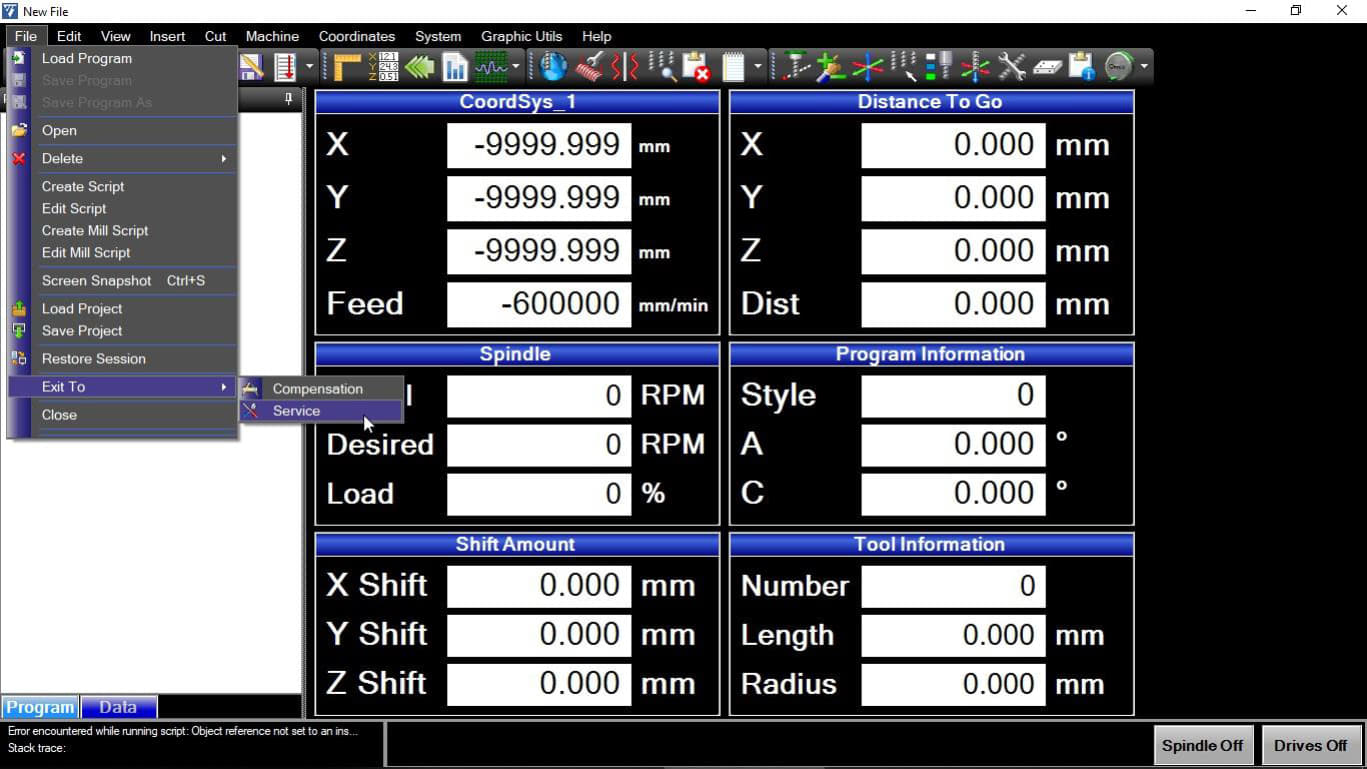 New File
File Edit View Insert Cut Machine Coordinates System Graphic Utils Help
Load Program
Save Program
Save Program As
Open
Delete
Create Script
Edit Script
Create Mill Script
Edit Mill Script
Screen Snapshot Ctrl+S
Load Project
Save Project
Restore Session
Exit To
Close
Compensation
Service
CoordSys_1
X -9999.999 mm
Y -9999.999 mm
Z -9999.999 mm
Feed -600000 mm/min
Distance To Go
X 0.000 mm
Y 0.000 mm
Z 0.000 mm
Dist 0.000 mm
Spindle
0 RPM
Desired 0 RPM
Load 0 %
Program Information
Style 0
A 0.000 °
C 0.000 °
Shift Amount
X Shift 0.000 mm
Y Shift 0.000 mm
Z Shift 0.000 mm
Tool Information
Number 0
Length 0.000 mm
Radius 0.000 mm
Program Data
Error encountered while running script: Object reference not set to an ins...
Stack trace:
Spindle Off Drives Off